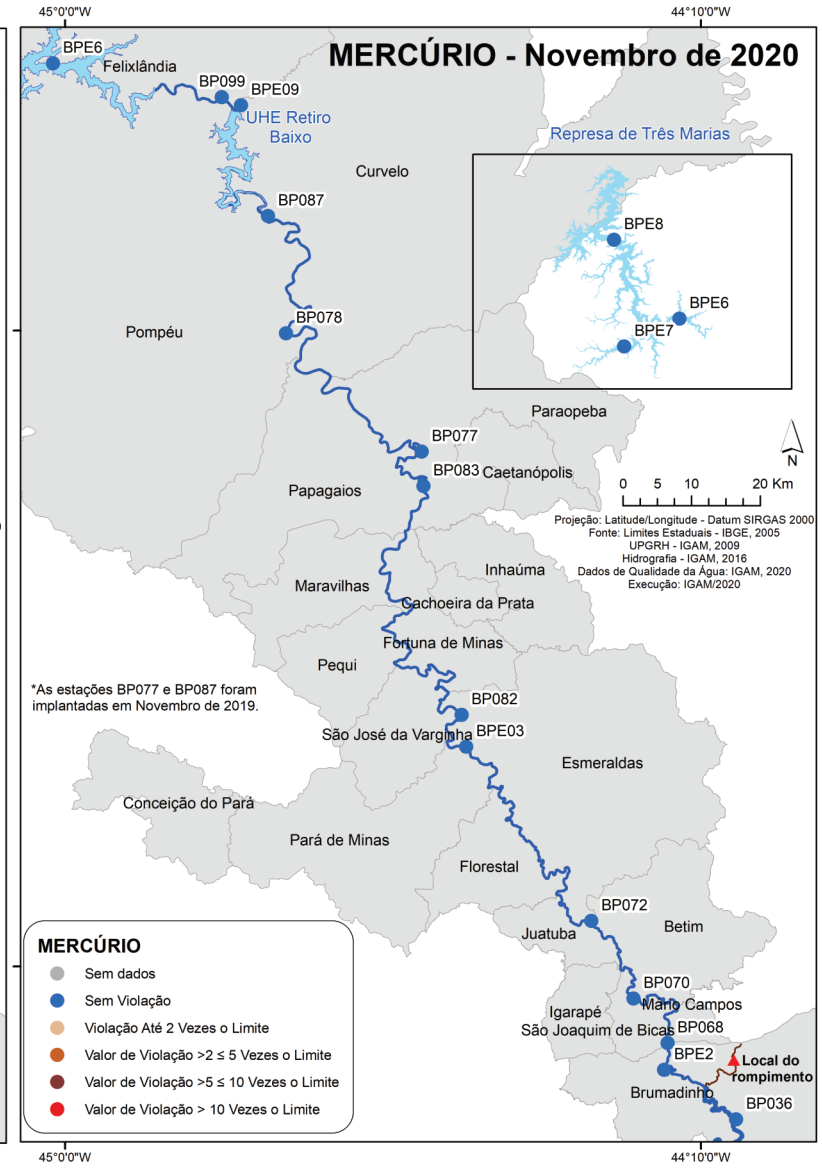 45°0'0"W
44°10'0"W
MERCÚRIO - Novembro de 2020
BPE6
Felixlândia
BP099
BPE09
UHE Retiro
Baixo
Represa de Três Marias
Curvelo
BP087
BPE8
BPE6
BPE7
BP078
Pompéu
Paraopeba
BP077
BP083
Caetanópolis
Papagaios
N
0 5 10 20 Km
Projeção: Latitude/Longitude - Datum SIRGAS 2000
Fonte: Limites Estaduais - IBGE, 2005
UPGRH - IGAM, 2009
Hidrografia - IGAM, 2016
Dados de Qualidade da Água: IGAM, 2020
Execução: IGAM/2020
Inhaúma
Maravilhas
Cachoeira da Prata
Fortuna de Minas
Pequi
*As estações BP077 e BP087 foram
implantadas em Novembro de 2019.
BP082
São José da Varginha
BPE03
Esmeraldas
Conceição do Pará
Pará de Minas
Florestal
BP072
Juatuba
Betim
BP070
Mário Campos
Igarapé
São Joaquim de Bicas
BP068
BPE2
Local do
rompimento
Brumadinho
BP036
MERCÚRIO
Sem dados
Sem Violação
Violação Até 2 Vezes o Limite
Valor de Violação >2 ≤ 5 Vezes o Limite
Valor de Violação >5 ≤ 10 Vezes o Limite
Valor de Violação > 10 Vezes o Limite
45°0'0"W
44°10'0"W